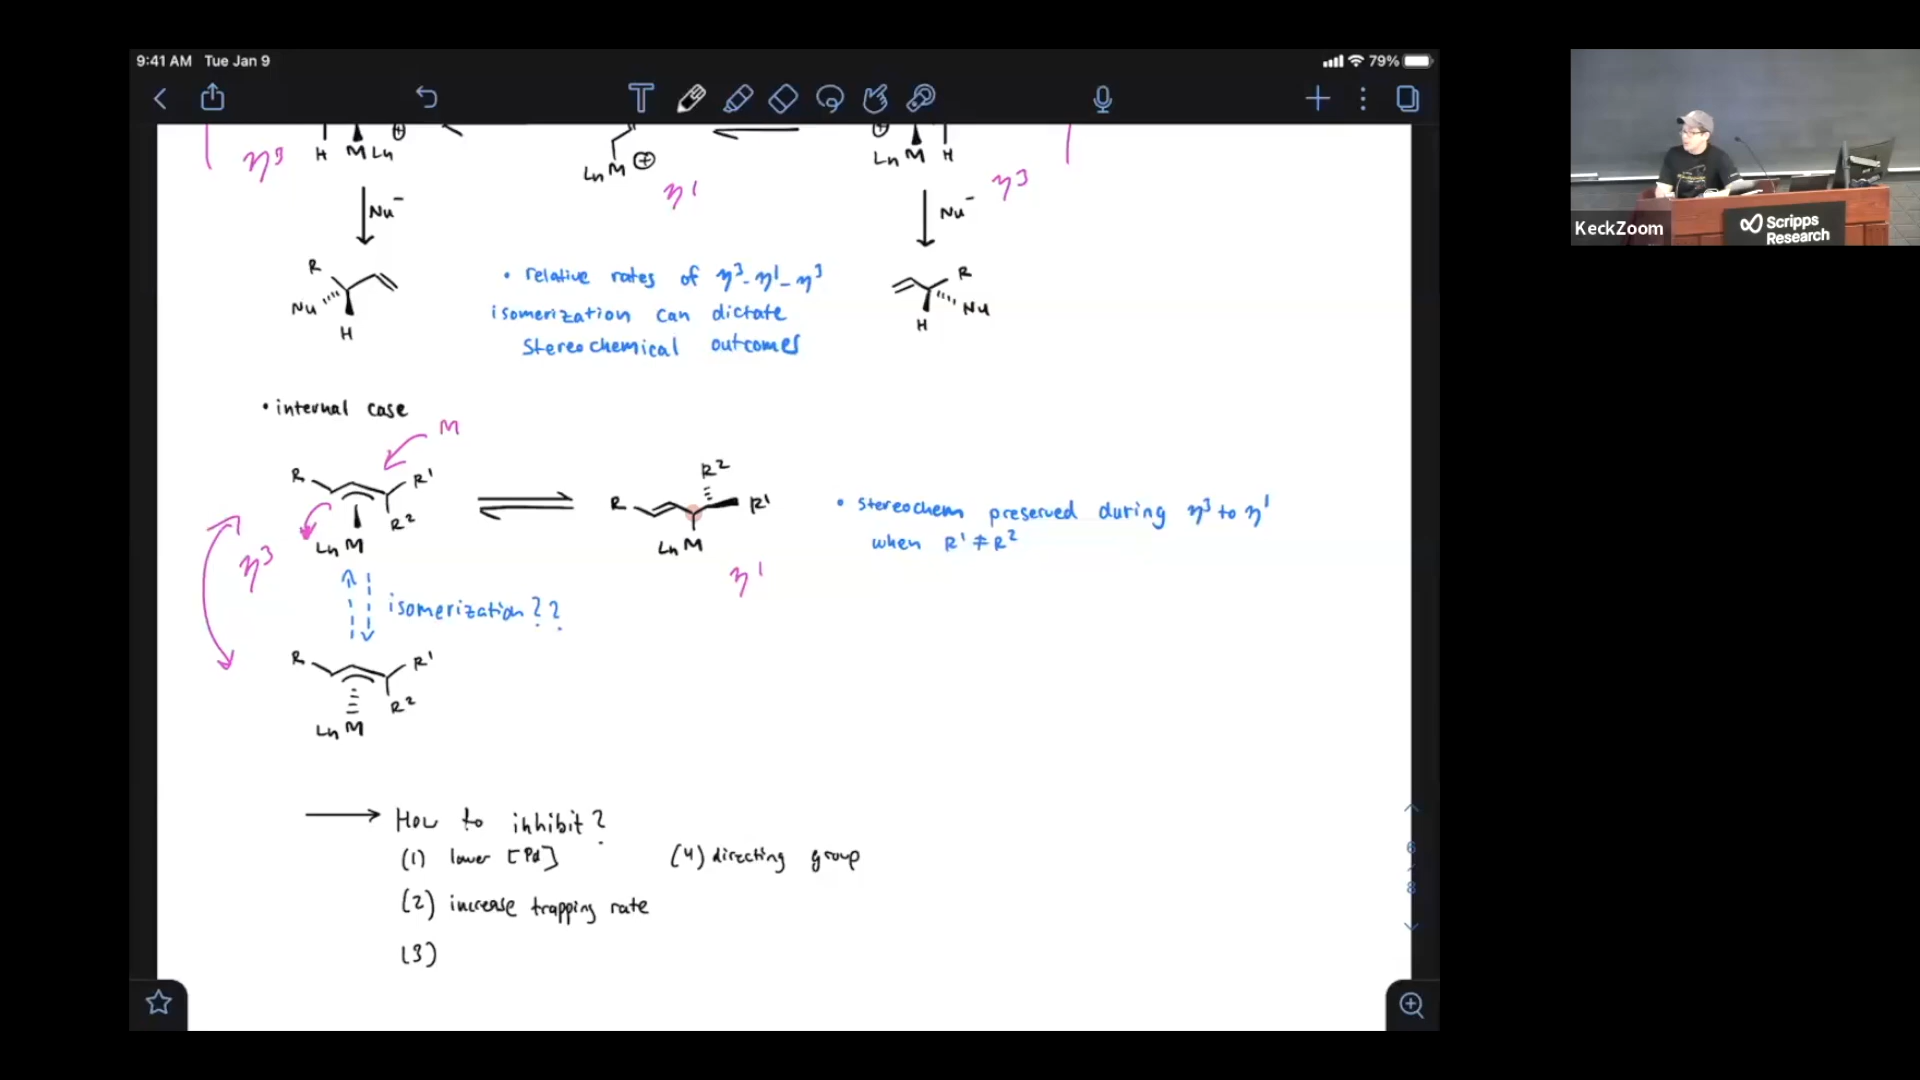 9:41 AM Tue Jan 9
79%
KeckZoom
Scripps
Research
H M Ln ⊕
η3
LnM ⊕
η1
⊕
Ln M H
η3
Nu⁻
Nu⁻
R
Nu
H
• relative rates of η3-η1-η3
isomerization can dictate
stereochemical outcomes
R
Nu
H
• internal case
M
R
R1
R2
Ln M
η3
R2
R
R1
Ln M
η1
• stereochem preserved during η3 to η1
when R1 ≠ R2
isomerization??
R
R1
R2
Ln M
→ How to inhibit?
(1) lower [Pd]
(4) directing group
(2) increase trapping rate
(3)
6
8